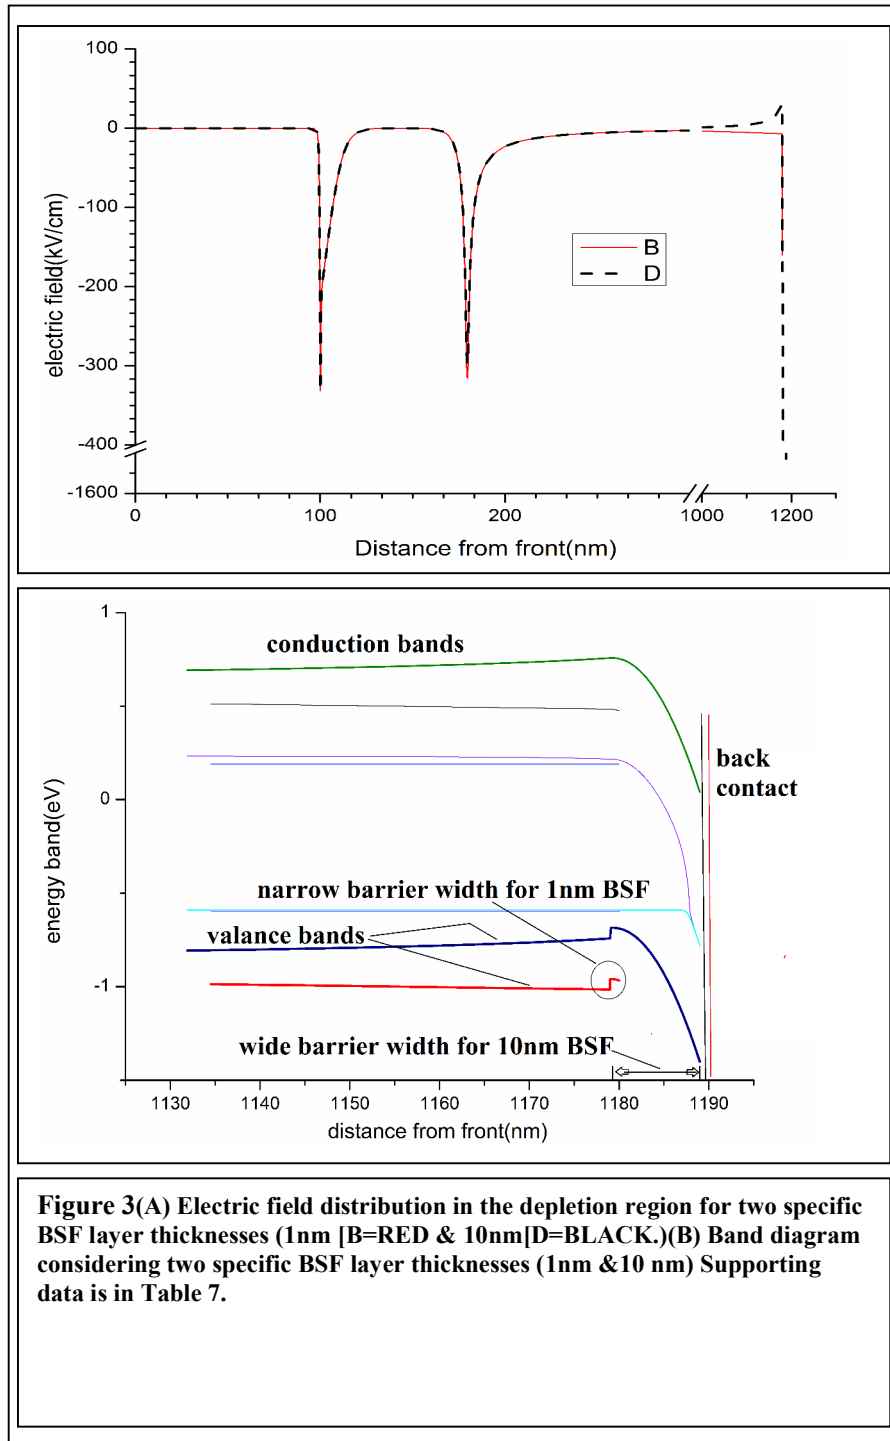 100
0
-100
-200
-300
-400
-1600
electric field(kV/cm)
B
D
0
100
200
1000
1200
Distance from front(nm)
1
0
-1
energy band(eV)
conduction bands
back
contact
narrow barrier width for 1nm BSF
valance bands
wide barrier width for 10nm BSF
1130
1140
1150
1160
1170
1180
1190
distance from front(nm)
Figure 3(A) Electric field distribution in the depletion region for two specific
BSF layer thicknesses (1nm [B=RED & 10nm[D=BLACK.)(B) Band diagram
considering two specific BSF layer thicknesses (1nm &10 nm) Supporting
data is in Table 7.